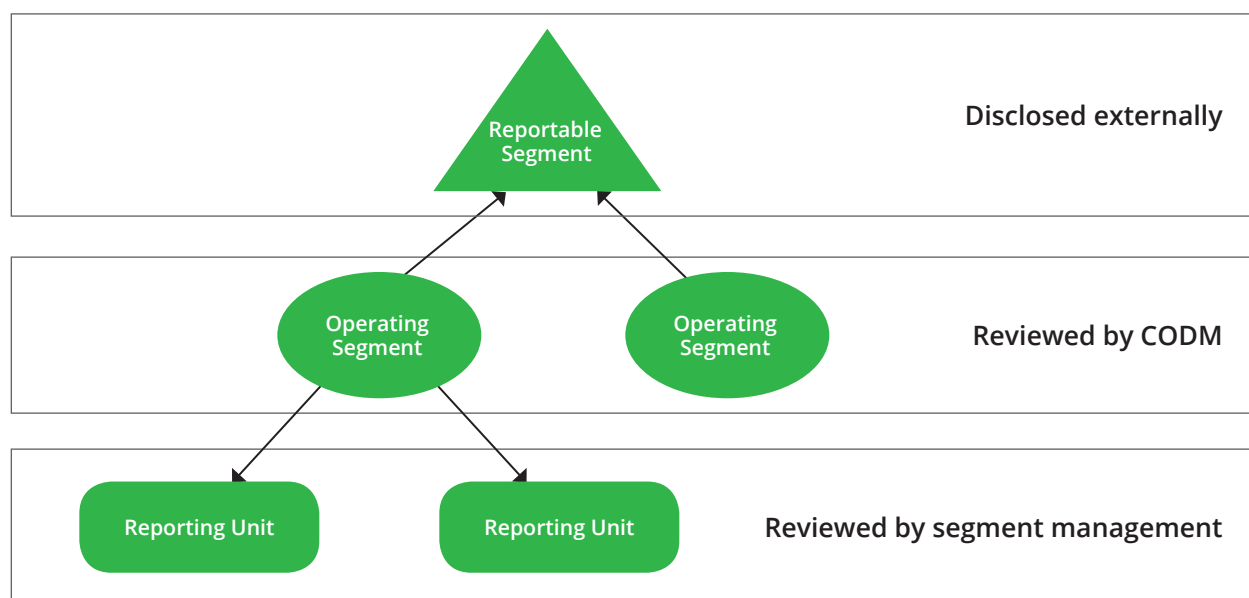 Reportable
Segment
Disclosed externally
Operating
Segment
Operating
Segment
Reviewed by CODM
Reporting Unit
Reporting Unit
Reviewed by segment management